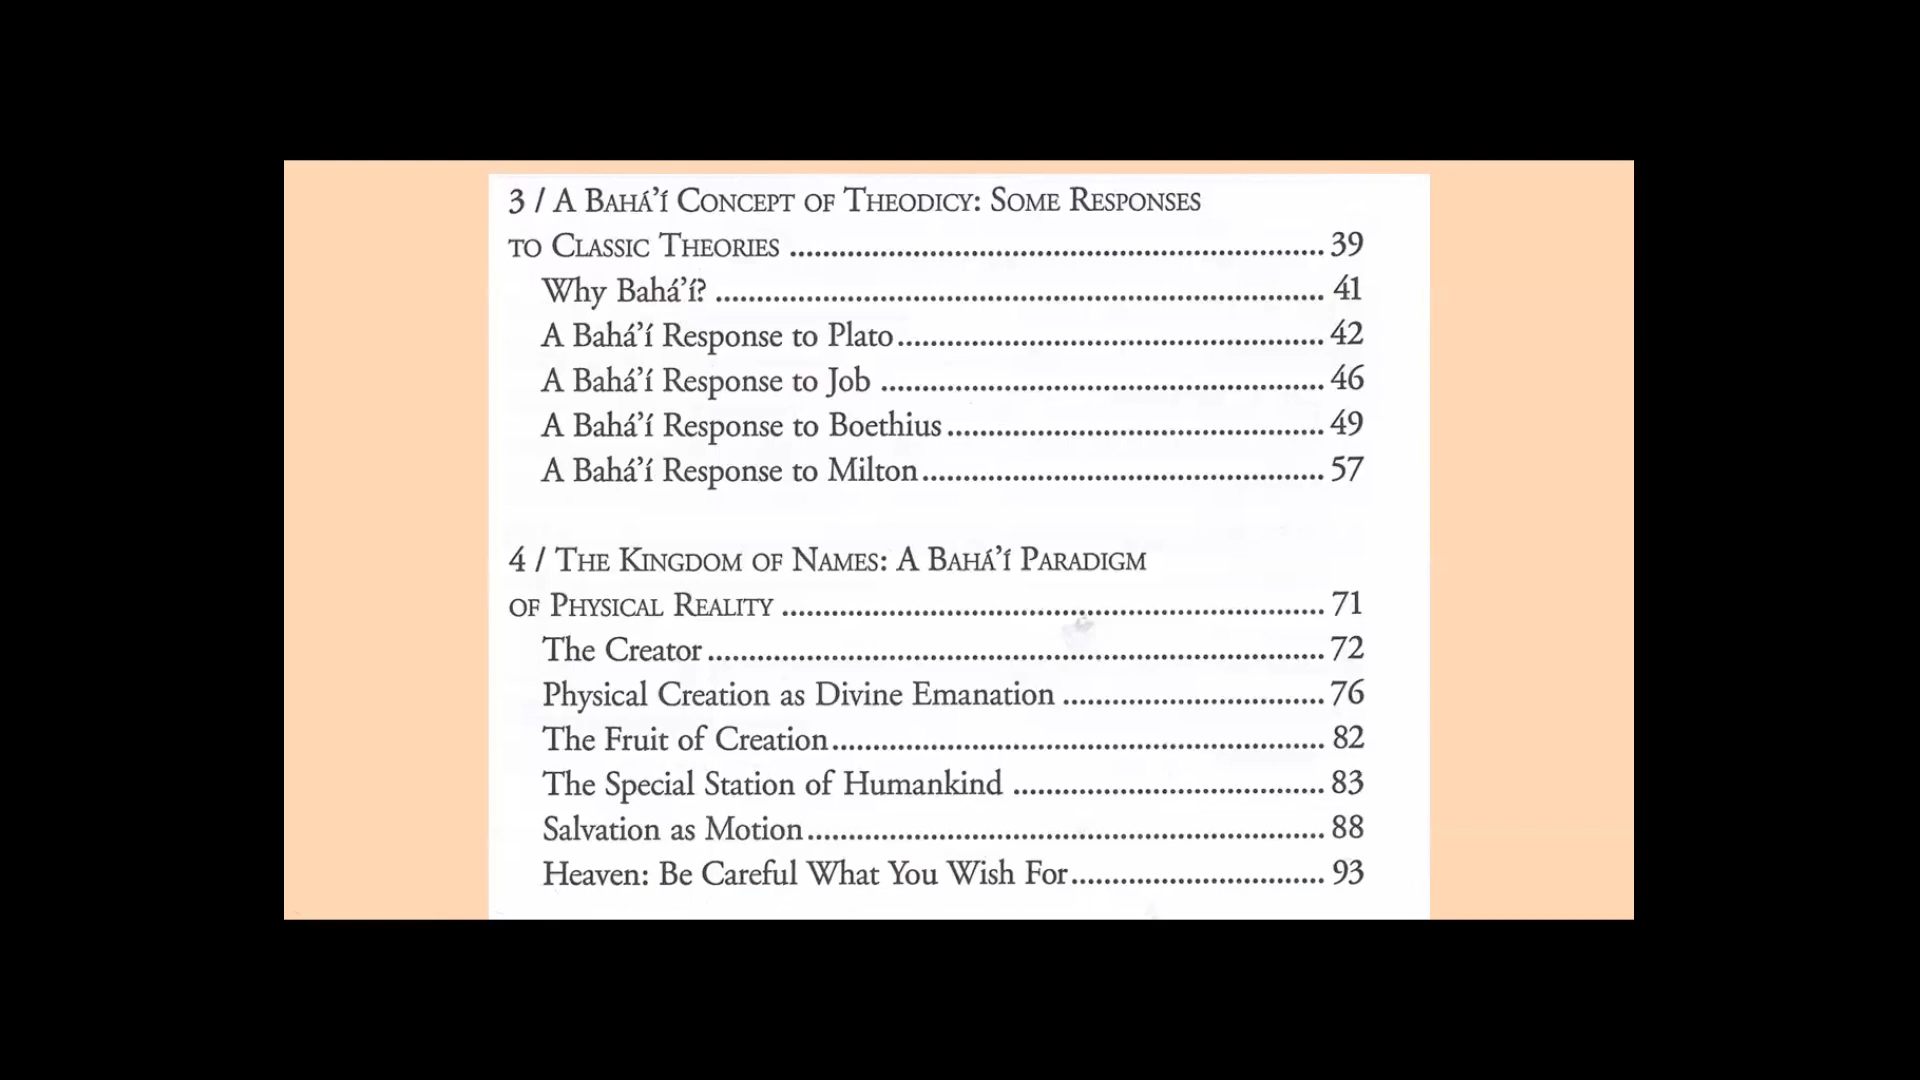 3 / A Bahá’í Concept of Theodicy: Some Responses
to Classic Theories ........................................................ 39
Why Bahá’í? ........................................................ 41
A Bahá’í Response to Plato ........................................................ 42
A Bahá’í Response to Job ........................................................ 46
A Bahá’í Response to Boethius ........................................................ 49
A Bahá’í Response to Milton ........................................................ 57
4 / The Kingdom of Names: A Bahá’í Paradigm
of Physical Reality ........................................................ 71
The Creator ........................................................ 72
Physical Creation as Divine Emanation ........................................................ 76
The Fruit of Creation ........................................................ 82
The Special Station of Humankind ........................................................ 83
Salvation as Motion ........................................................ 88
Heaven: Be Careful What You Wish For ........................................................ 93